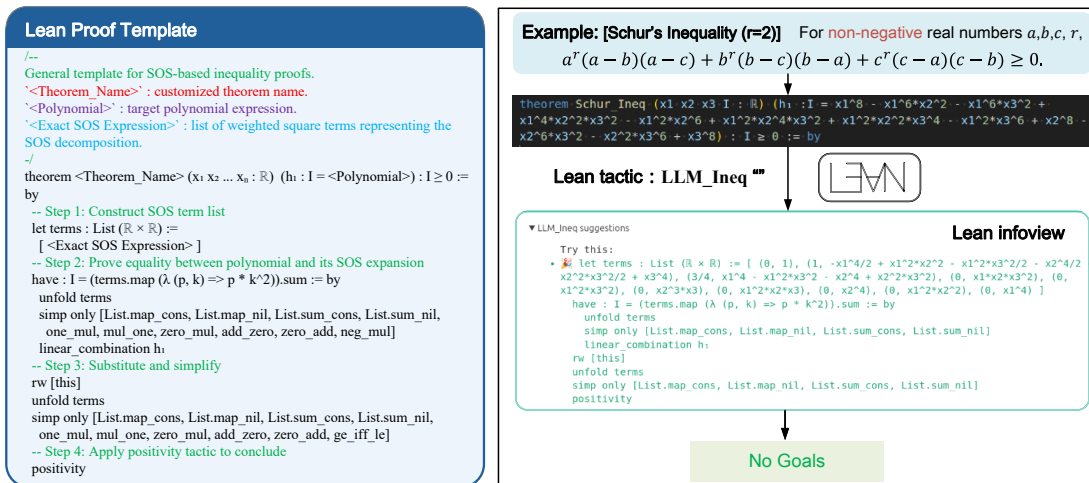 Lean Proof Template
/--
General template for SOS-based inequality proofs.
`<Theorem_Name>` : customized theorem name.
`<Polynomial>` : target polynomial expression.
`<Exact SOS Expression>` : list of weighted square terms representing the
SOS decomposition.
-/
theorem <Theorem_Name> (x₁ x₂ ... xₙ : ℝ) (h₁ : I = <Polynomial>) : I ≥ 0 :=
by
-- Step 1: Construct SOS term list
let terms : List (ℝ × ℝ) :=
[ <Exact SOS Expression> ]
-- Step 2: Prove equality between polynomial and its SOS expansion
have : I = (terms.map (λ (p, k) => p * k^2)).sum := by
unfold terms
simp only [List.map_cons, List.map_nil, List.sum_cons, List.sum_nil,
one_mul, mul_one, zero_mul, add_zero, zero_add, neg_mul]
linear_combination h₁
-- Step 3: Substitute and simplify
rw [this]
unfold terms
simp only [List.map_cons, List.map_nil, List.sum_cons, List.sum_nil,
one_mul, mul_one, zero_mul, add_zero, zero_add, ge_iff_le]
-- Step 4: Apply positivity tactic to conclude
positivity
Example: [Schur's Inequality (r=2)] For non-negative real numbers a,b,c, r,
aʳ(a − b)(a − c) + bʳ(b − c)(b − a) + cʳ(c − a)(c − b) ≥ 0.
theorem Schur_Ineq (x1 x2 x3 I : ℝ) (h₁ :I = x1^8 - x1^6*x2^2 - x1^6*x3^2 +
x1^4*x2^2*x3^2 - x1^2*x2^6 + x1^2*x2^4*x3^2 + x1^2*x2^2*x3^4 - x1^2*x3^6 + x2^8 -
x2^6*x3^2 - x2^2*x3^6 + x3^8) : I ≥ 0 := by
Lean tactic : LLM_Ineq “”
LEAN
Lean infoview
▼ LLM_Ineq suggestions
Try this:
• 🎉 let terms : List (ℝ × ℝ) := [ (0, 1), (1, -x1^4/2 + x1^2*x2^2 - x1^2*x3^2/2 - x2^4/2
x2^2*x3^2/2 + x3^4), (3/4, x1^4 - x1^2*x3^2 - x2^4 + x2^2*x3^2), (0, x1*x2*x3^2), (0,
x1^2*x3^2), (0, x2^3*x3), (0, x1^2*x2*x3), (0, x2^4), (0, x1^2*x2^2), (0, x1^4) ]
have : I = (terms.map (λ (p, k) => p * k^2)).sum := by
unfold terms
simp only [List.map_cons, List.map_nil, List.sum_cons, List.sum_nil]
linear_combination h₁
rw [this]
unfold terms
simp only [List.map_cons, List.map_nil, List.sum_cons, List.sum_nil]
positivity
No Goals